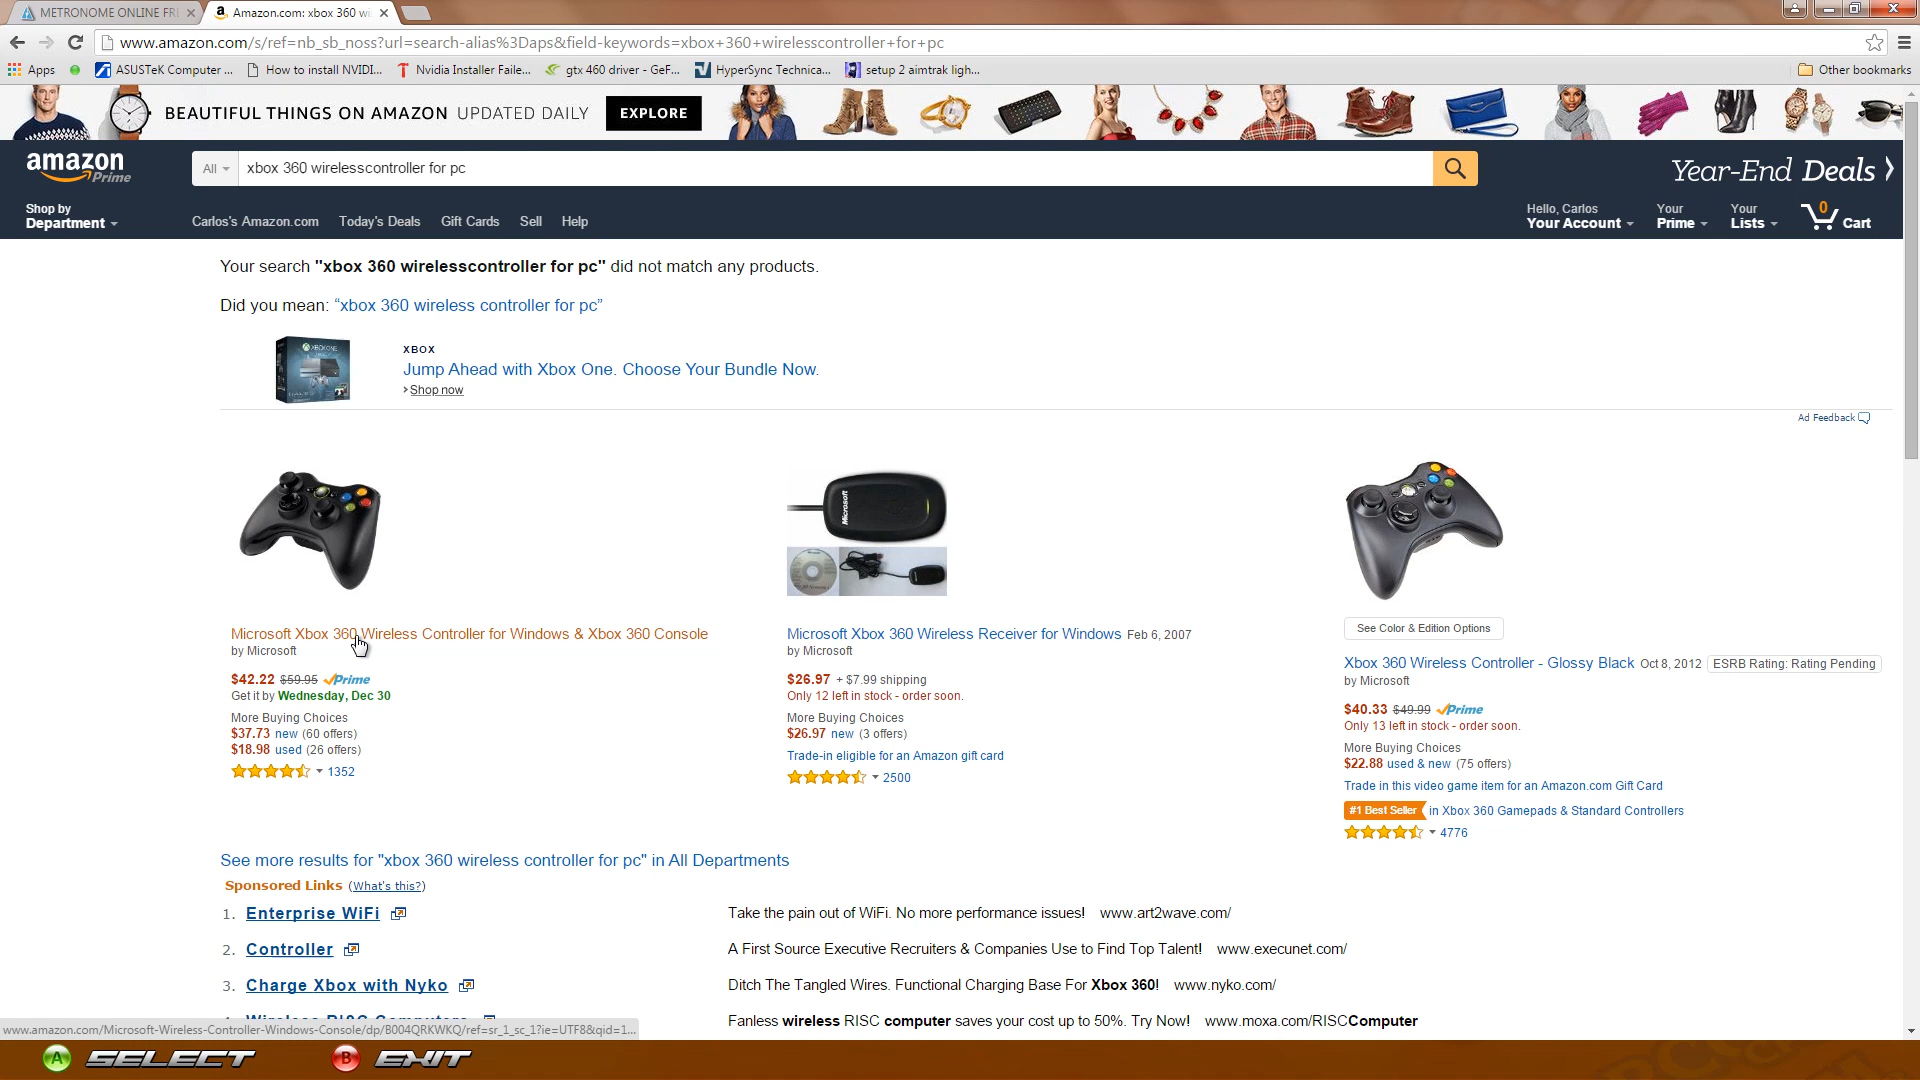 METRONOME ONLINE FR
Amazon.com: xbox 360 wi
www.amazon.com/s/ref=nb_sb_noss?url=search-alias%3Daps&field-keywords=xbox+360+wirelesscontroller+for+pc
Apps ASUSTeK Computer ... How to install NVIDI... Nvidia Installer Faile... gtx 460 driver - GeF... HyperSync Technica... setup 2 aimtrak ligh... Other bookmarks
BEAUTIFUL THINGS ON AMAZON UPDATED DAILY EXPLORE
amazon Prime
All xbox 360 wirelesscontroller for pc
Year-End Deals
Shop by
Department
Carlos's Amazon.com Today's Deals Gift Cards Sell Help
Hello, Carlos
Your Account
Your
Prime
Your
Lists
0 Cart
Your search "xbox 360 wirelesscontroller for pc" did not match any products.
Did you mean: "xbox 360 wireless controller for pc"
XBOX
Jump Ahead with Xbox One. Choose Your Bundle Now.
Shop now
Ad Feedback
Microsoft Xbox 360 Wireless Controller for Windows & Xbox 360 Console
by Microsoft
$42.22 $59.95 Prime
Get it by Wednesday, Dec 30
More Buying Choices
$37.73 new (60 offers)
$18.98 used (26 offers)
1352
Microsoft
Microsoft Xbox 360 Wireless Receiver for Windows Feb 6, 2007
by Microsoft
$26.97 + $7.99 shipping
Only 12 left in stock - order soon.
More Buying Choices
$26.97 new (3 offers)
Trade-in eligible for an Amazon gift card
2500
See Color & Edition Options
Xbox 360 Wireless Controller - Glossy Black Oct 8, 2012 ESRB Rating: Rating Pending
by Microsoft
$40.33 $49.99 Prime
Only 13 left in stock - order soon.
More Buying Choices
$22.88 used & new (75 offers)
Trade in this video game item for an Amazon.com Gift Card
#1 Best Seller in Xbox 360 Gamepads & Standard Controllers
4776
See more results for "xbox 360 wireless controller for pc" in All Departments
Sponsored Links (What's this?)
1. Enterprise WiFi Take the pain out of WiFi. No more performance issues! www.art2wave.com/
2. Controller A First Source Executive Recruiters & Companies Use to Find Top Talent! www.execunet.com/
3. Charge Xbox with Nyko Ditch The Tangled Wires. Functional Charging Base For Xbox 360! www.nyko.com/
4. Wireless RISC Computers Fanless wireless RISC computer saves your cost up to 50%. Try Now! www.moxa.com/RISCComputer
www.amazon.com/Microsoft-Wireless-Controller-Windows-Console/dp/B004QRKWKQ/ref=sr_1_sc_1?ie=UTF8&qid=1...
A SELECT B EXIT